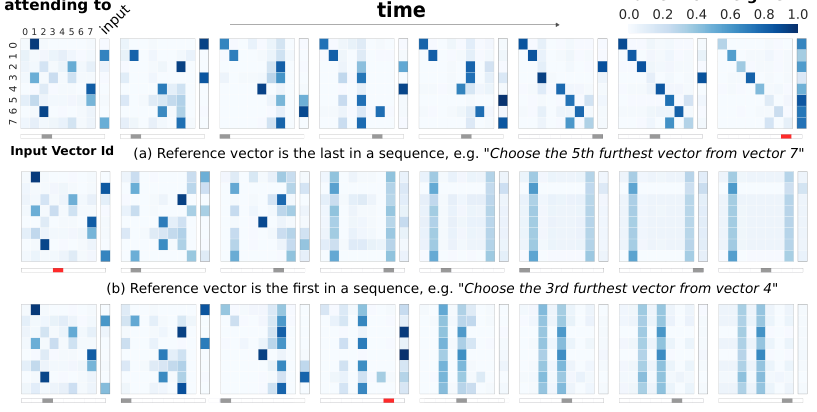 attending to
input
time
0.0 0.2 0.4 0.6 0.8 1.0
0 1 2 3 4 5 6 7
0
1
2
3
4
5
6
7
Input Vector Id
(a) Reference vector is the last in a sequence, e.g. "Choose the 5th furthest vector from vector 7"
(b) Reference vector is the first in a sequence, e.g. "Choose the 3rd furthest vector from vector 4"